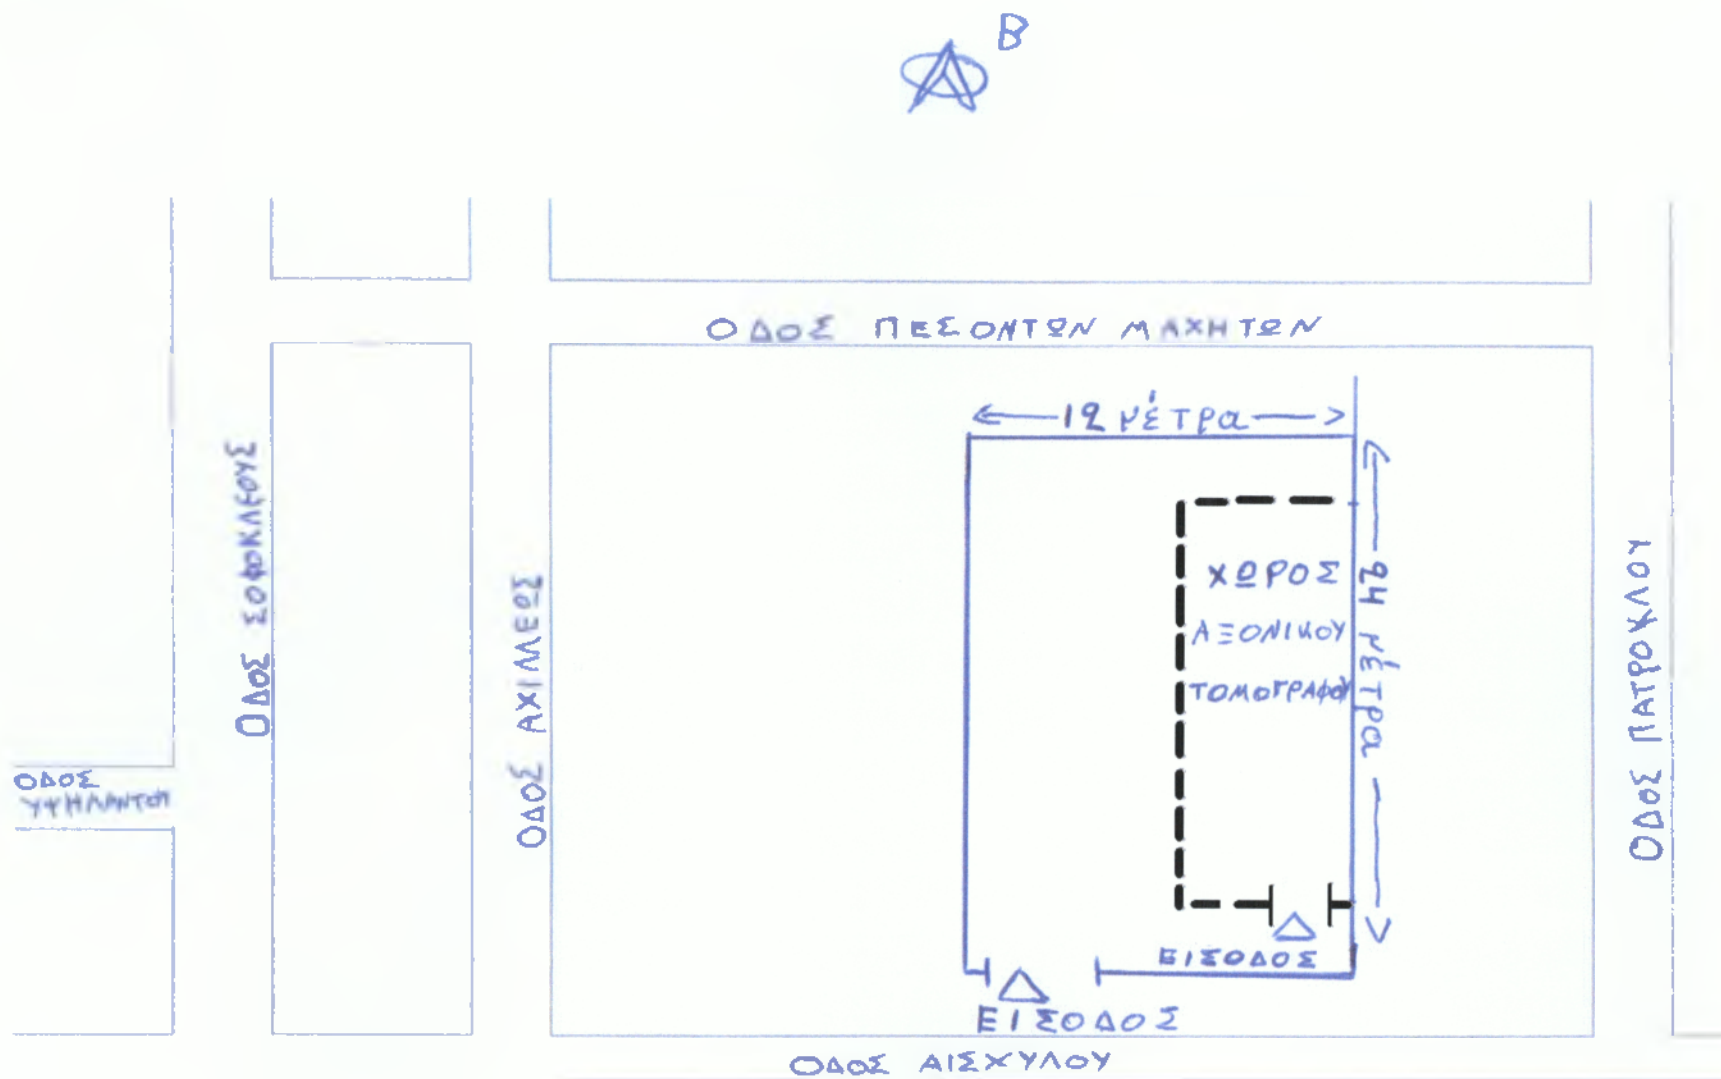 Β
ΟΔΟΣ ΠΕΣΟΝΤΩΝ ΜΑΧΗΤΩΝ
12 μέτρα
24 μέτρα
ΧΩΡΟΣ
ΑΞΟΝΙΚΟΥ
ΤΟΜΟΓΡΑΦΟΥ
ΟΔΟΣ ΣΟΦΟΚΛΕΟΥΣ
ΟΔΟΣ ΑΧΙΛΛΕΩΣ
ΟΔΟΣ ΠΑΤΡΟΚΛΟΥ
ΟΔΟΣ
ΥΨΗΛΑΝΤΟΥ
ΕΙΣΟΔΟΣ
ΕΙΣΟΔΟΣ
ΟΔΟΣ ΑΙΣΧΥΛΟΥ